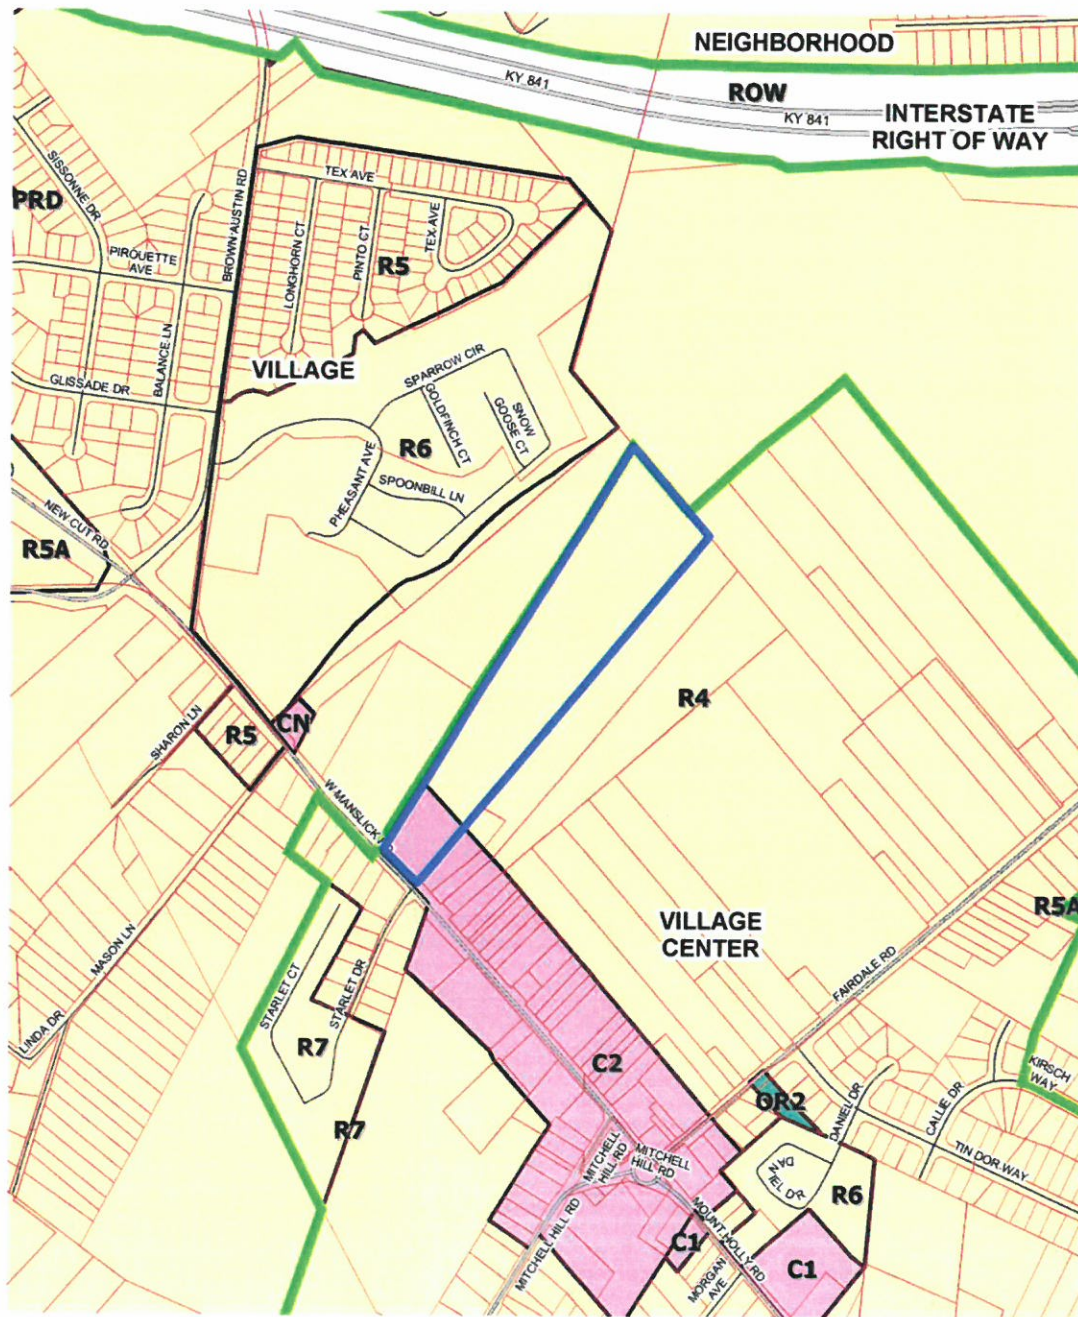 NEIGHBORHOOD
KY 841
ROW
KY 841
INTERSTATE
RIGHT OF WAY
SISSONNE DR
PRD
TEX AVE
BROWN AUSTIN RD
LONGHORN CT
PINTO CT
TEX AVE
R5
PIROUETTE
AVE
BALANCE LN
VILLAGE
GLISSADE DR
SPARROW CIR
GOLDFINCH CT
SNOW
GOOSE CT
R6
PHEASANT AVE
SPOONBILL LN
NEW CUT RD
R5A
SHARON LN
R5
CN
R4
W MANSLICK
MASON LN
LINDA DR
STARLET CT
STARLET DR
R7
R7
VILLAGE
CENTER
R5A
FAIRDALE RD
C2
OR2
DANIEL DR
CALLIE DR
KIRSCH
WAY
TIN DOR WAY
MITCHELL
HILL RD
MITCHELL
HILL RD
DAN
IEL DR
R6
MITCHELL HILL RD
MOUNT HOLLY RD
C1
C1
MORGAN
AVE